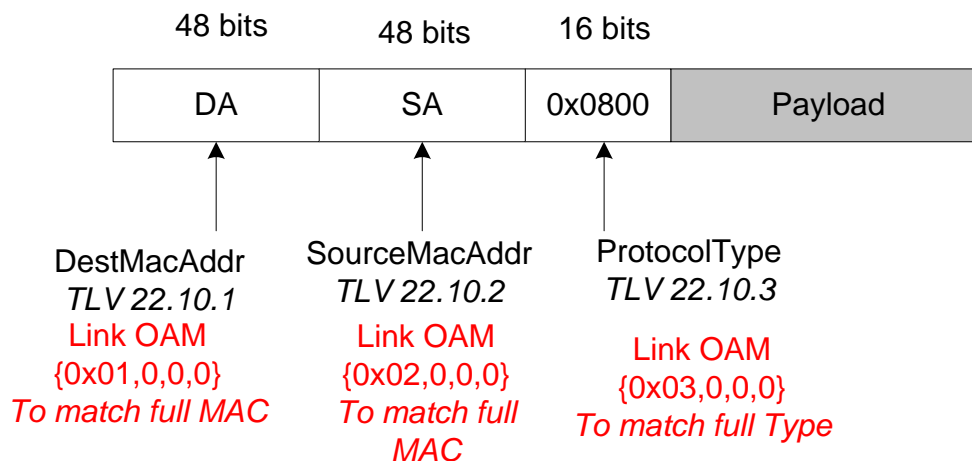 48 bits
48 bits
16 bits
DA
SA
0x0800
Payload
DestMacAddr
TLV 22.10.1
Link OAM
{0x01,0,0,0}
To match full MAC
SourceMacAddr
TLV 22.10.2
Link OAM
{0x02,0,0,0}
To match full
MAC
ProtocolType
TLV 22.10.3
Link OAM
{0x03,0,0,0}
To match full Type